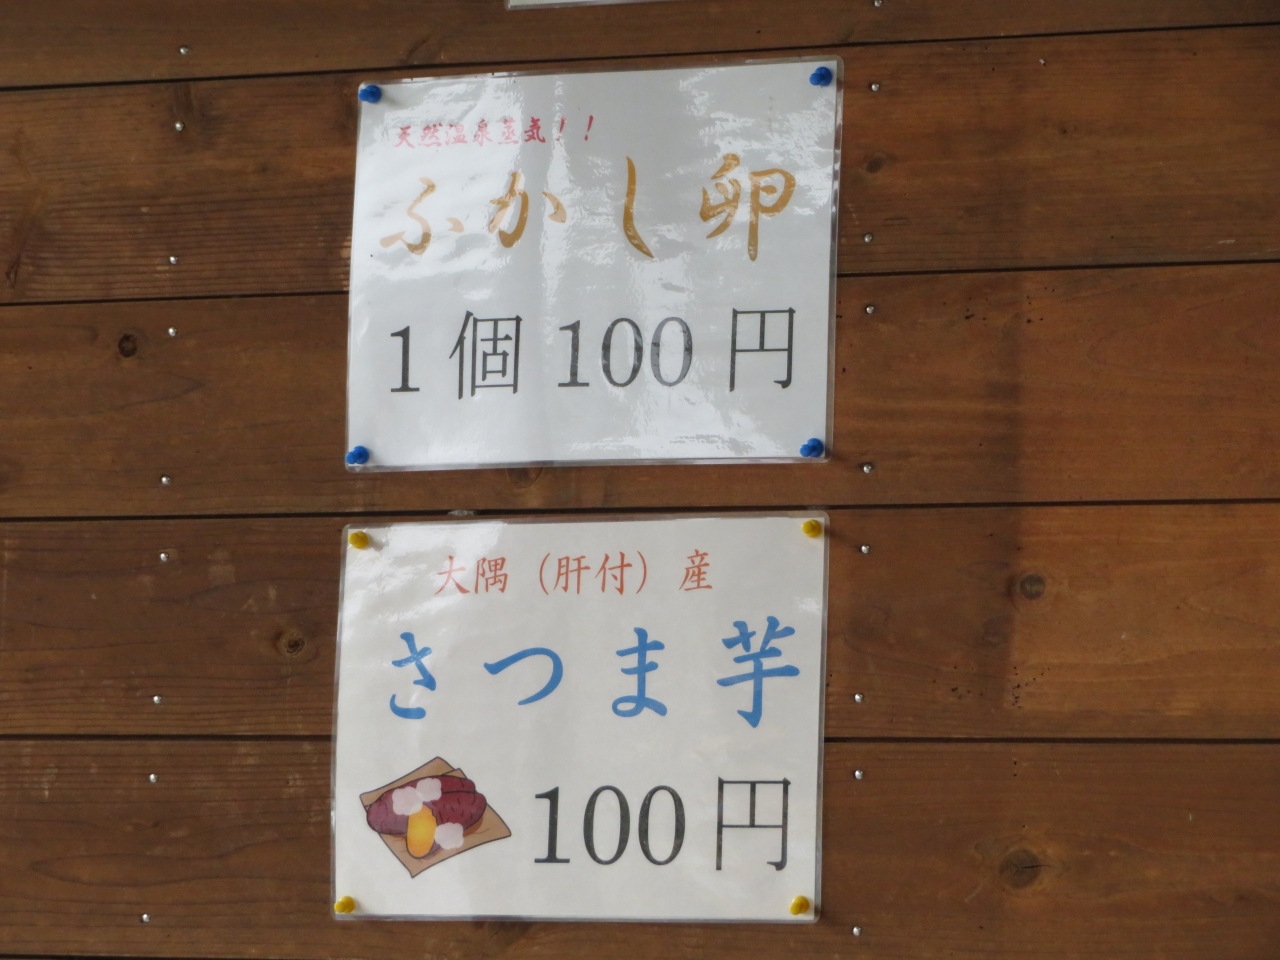 天然温泉蒸気！！
ふかし卵
1個100円
大隅（肝付）産
さつま芋
100円